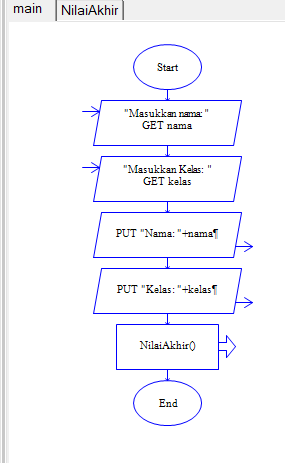 main NilaiAkhir
Start
"Masukkan nama: "
GET nama
"Masukkan Kelas: "
GET kelas
PUT "Nama: "+nama¶
PUT "Kelas: "+kelas¶
NilaiAkhir()
End